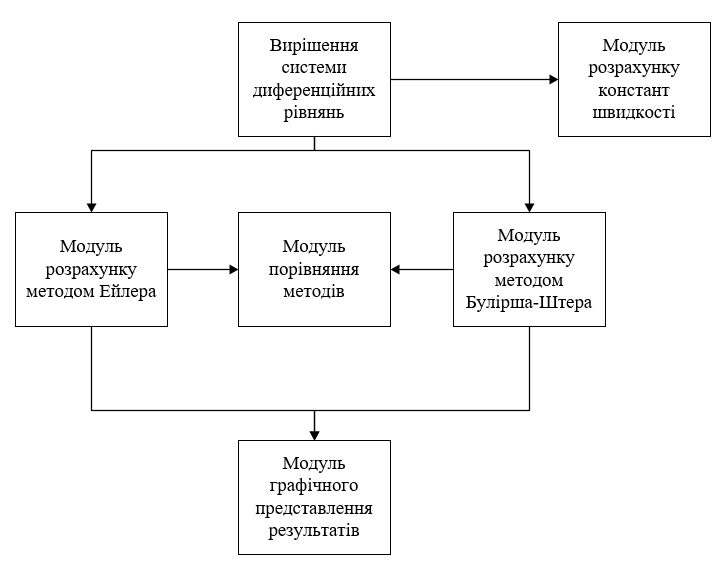 Вирішення
системи
диференційних
рівнянь
Модуль
розрахунку
констант
швидкості
Модуль
розрахунку
методом Ейлера
Модуль
порівняння
методів
Модуль
розрахунку
методом
Булірша-Штера
Модуль
графічного
представлення
результатів